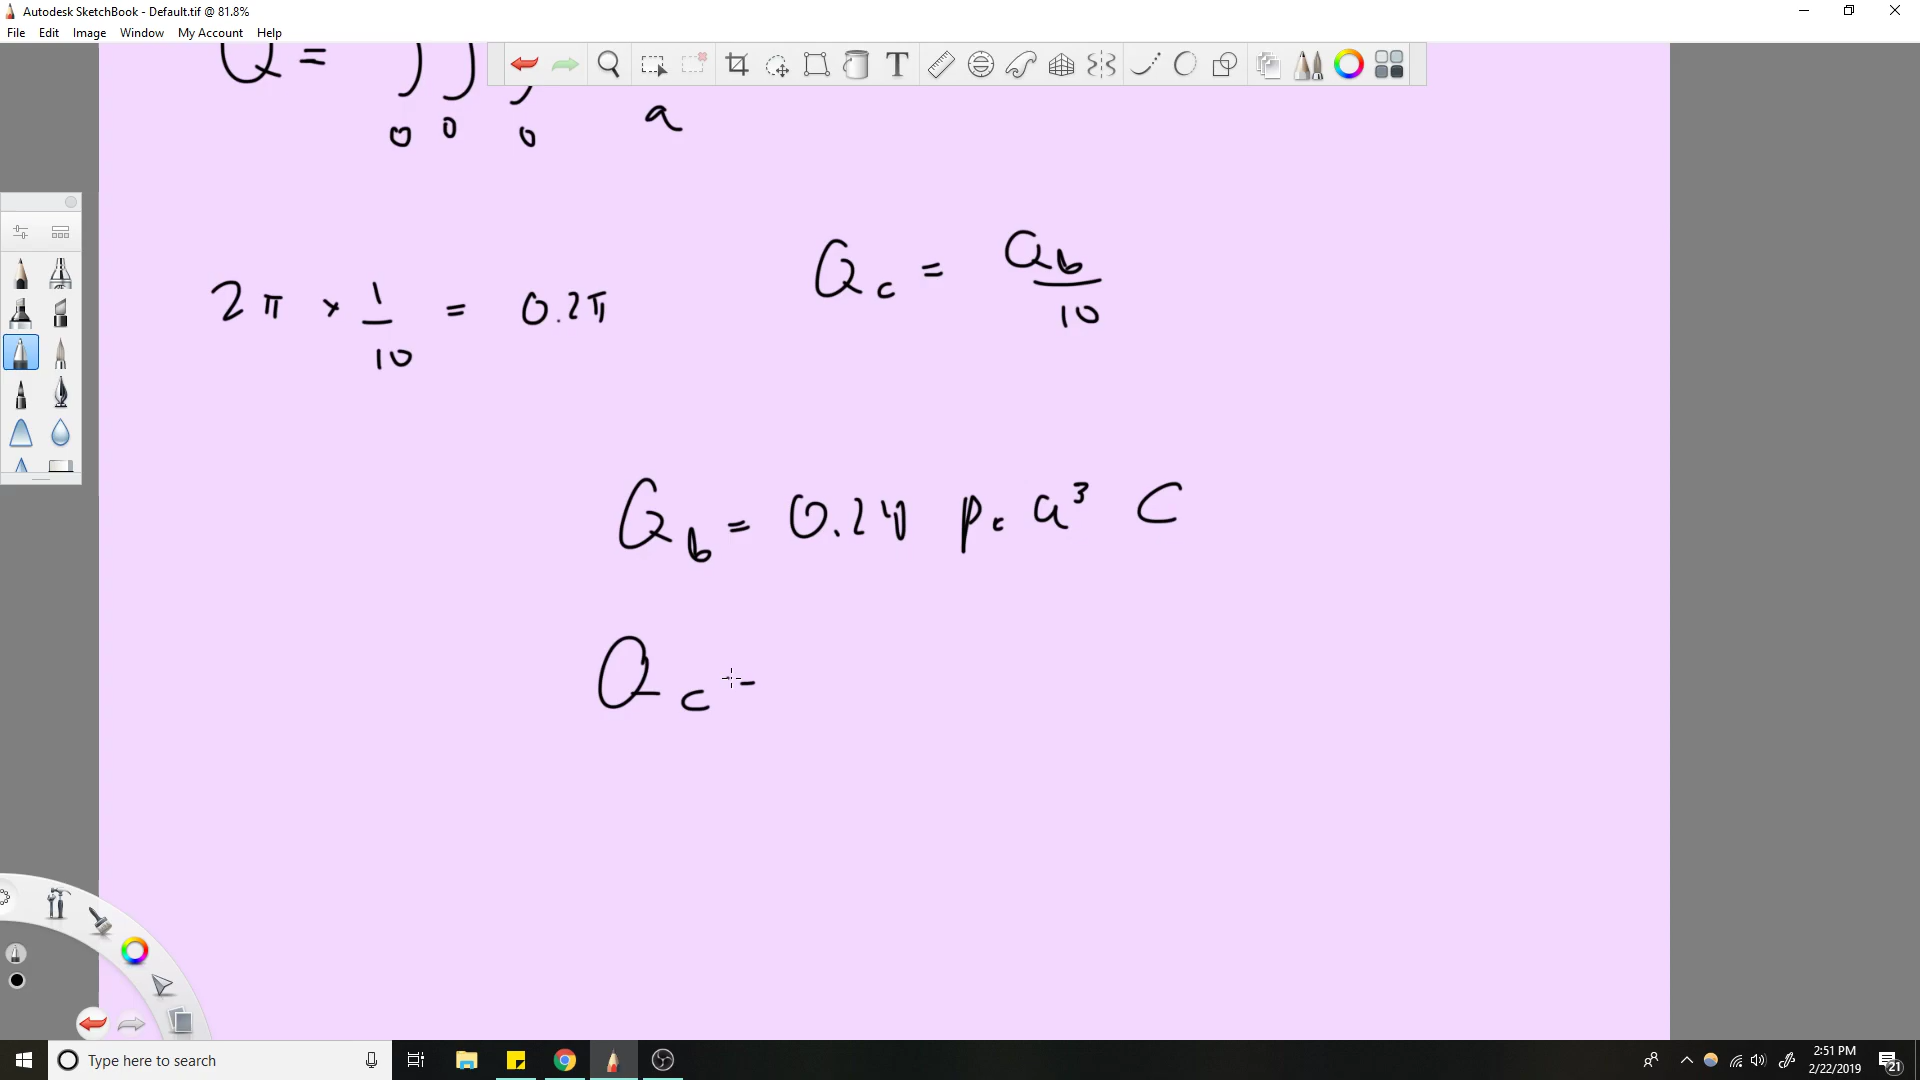 Autodesk SketchBook - Default.tif @ 81.8%
File Edit Image Window My Account Help
T
Q = ∫ ∫ ∫
0 0 0 a
2π × 1/10 = 0.2π
Q_c = Q_b/10
Q_b = 0.2π ρ_c a³ C
Q_c -
Type here to search
2:51 PM
2/22/2019
21